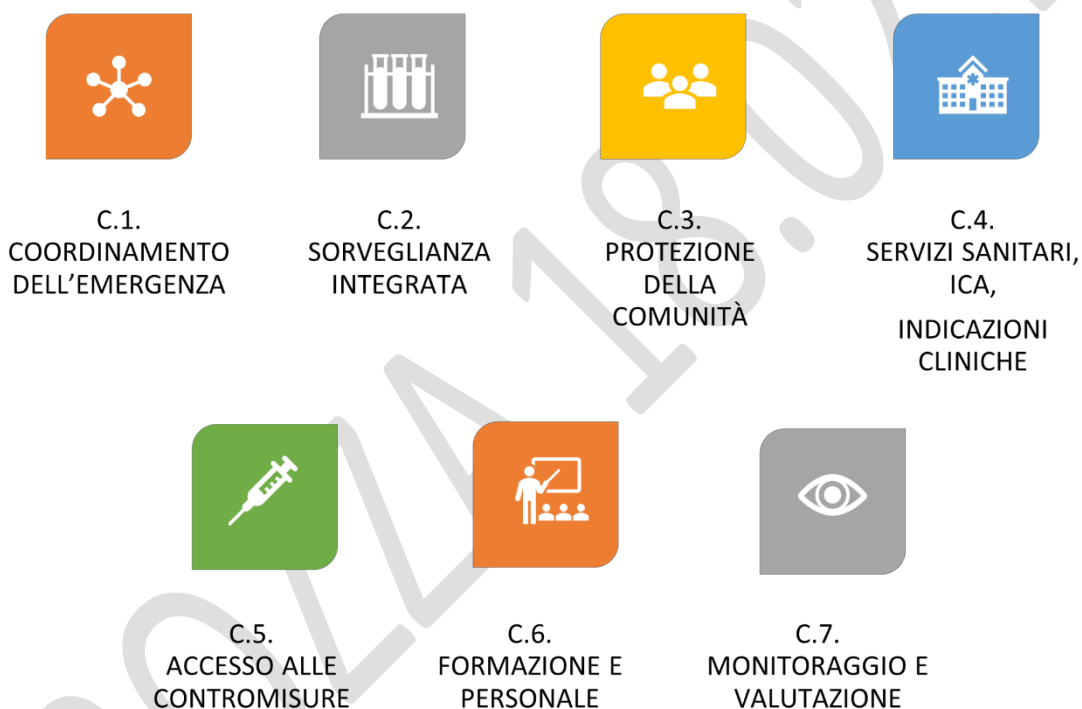 C.1.
COORDINAMENTO
DELL’EMERGENZA
C.2.
SORVEGLIANZA
INTEGRATA
C.3.
PROTEZIONE
DELLA
COMUNITÀ
C.4.
SERVIZI SANITARI,
ICA,
INDICAZIONI
CLINICHE
C.5.
ACCESSO ALLE
CONTROMISURE
C.6.
FORMAZIONE E
PERSONALE
C.7.
MONITORAGGIO E
VALUTAZIONE